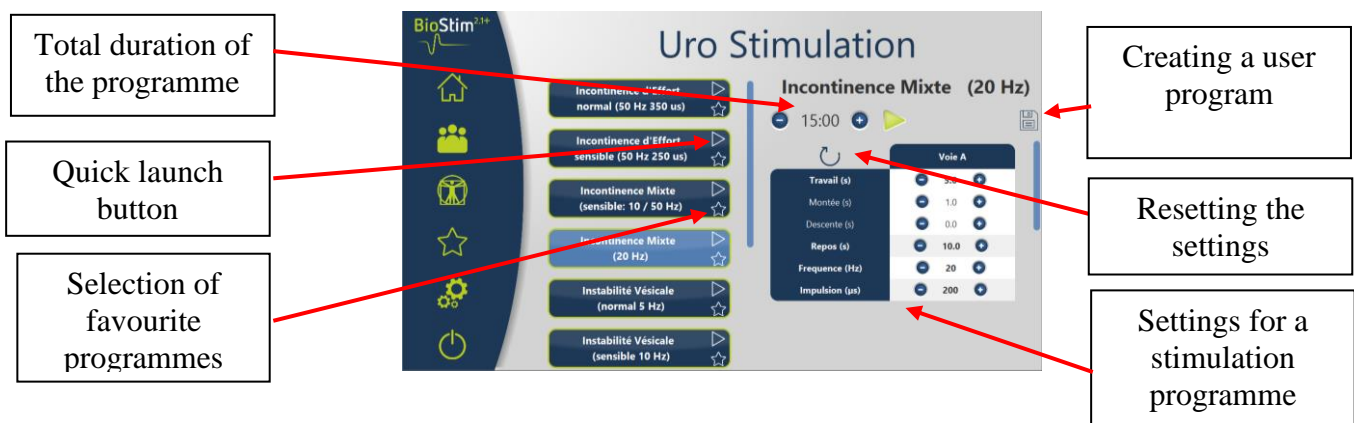 Total duration of
the programme
Quick launch
button
Selection of
favourite
programmes
BioStim2.1+
Uro Stimulation
Incontinence d'Effort
normal (50 Hz 350 us)
Incontinence d'Effort
sensible (50 Hz 250 us)
Incontinence Mixte
(sensible: 10 / 50 Hz)
Incontinence Mixte
(20 Hz)
Instabilité Vésicale
(normal 5 Hz)
Instabilité Vésicale
(sensible 10 Hz)
Incontinence Mixte (20 Hz)
15:00
Voie A
Travail (s)
Montée (s) 1.0
Descente (s) 0.0
Repos (s) 10.0
Frequence (Hz) 20
Impulsion (µs) 200
Creating a user
program
Resetting the
settings
Settings for a
stimulation
programme